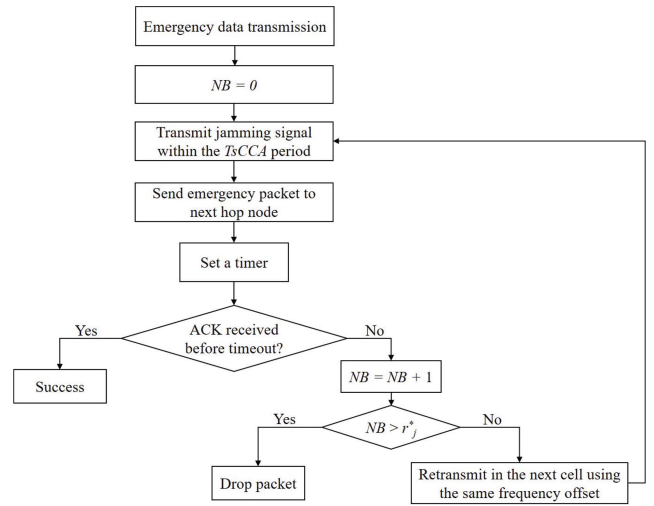 Emergency data transmission
NB = 0
Transmit jamming signal
within the TsCCA period
Send emergency packet to
next hop node
Set a timer
Yes
ACK received
before timeout?
No
Success
NB = NB + 1
Yes
NB > r*j
No
Drop packet
Retransmit in the next cell using
the same frequency offset